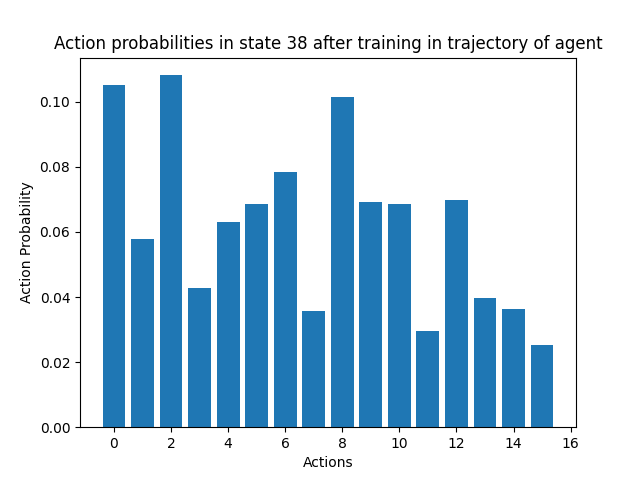 Action probabilities in state 38 after training in trajectory of agent
Action Probability
0.10
0.08
0.06
0.04
0.02
0.00
0 2 4 6 8 10 12 14 16
Actions